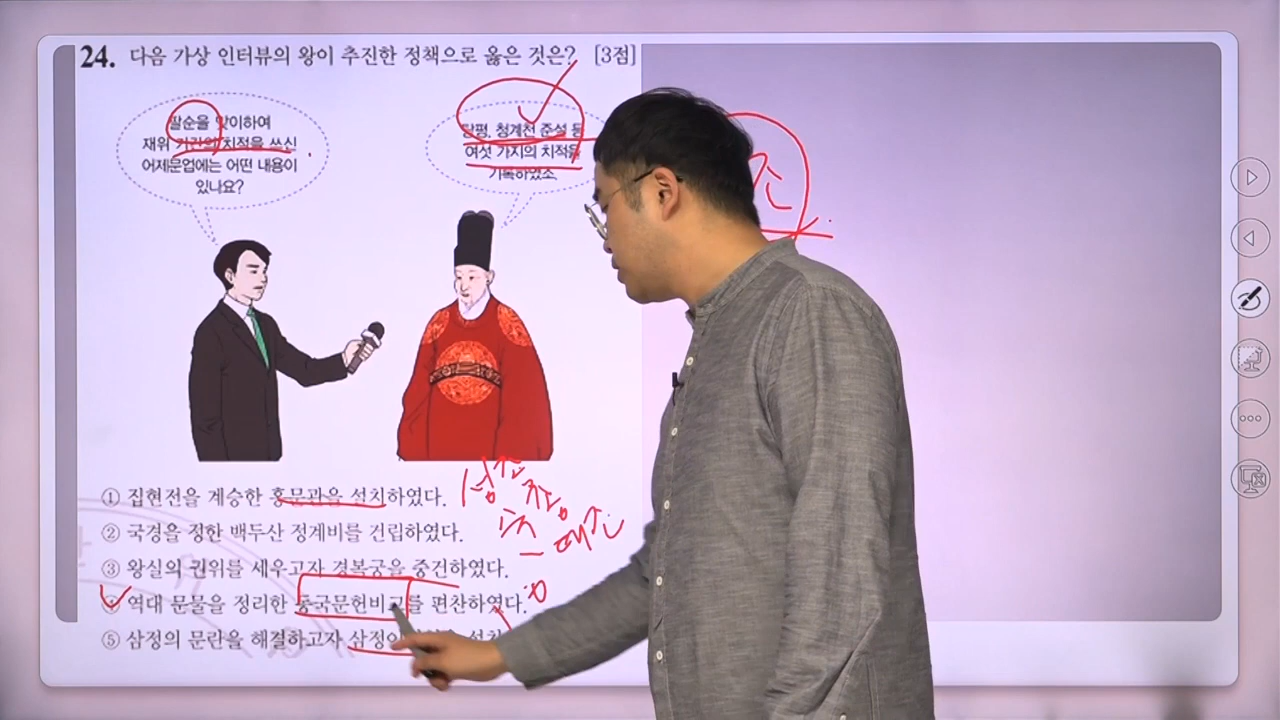 24. 다음 가상 인터뷰의 왕이 추진한 정책으로 옳은 것은? [3점]
팔순을 맞이하여
재위 기간의 치적을 쓰신
어제문업에는 어떤 내용이
있나요?
탕평, 청계천 준설 등
여섯 가지의 치적을
기록하였소
조
① 집현전을 계승한 홍문관을 설치하였다.
성조
② 국경을 정한 백두산 정계비를 건립하였다.
③ 왕실의 권위를 세우고자 경복궁을 중건하였다.
④ 역대 문물을 정리한 동국문헌비고를 편찬하였다.
⑤ 삼정의 문란을 해결하고자 삼정이